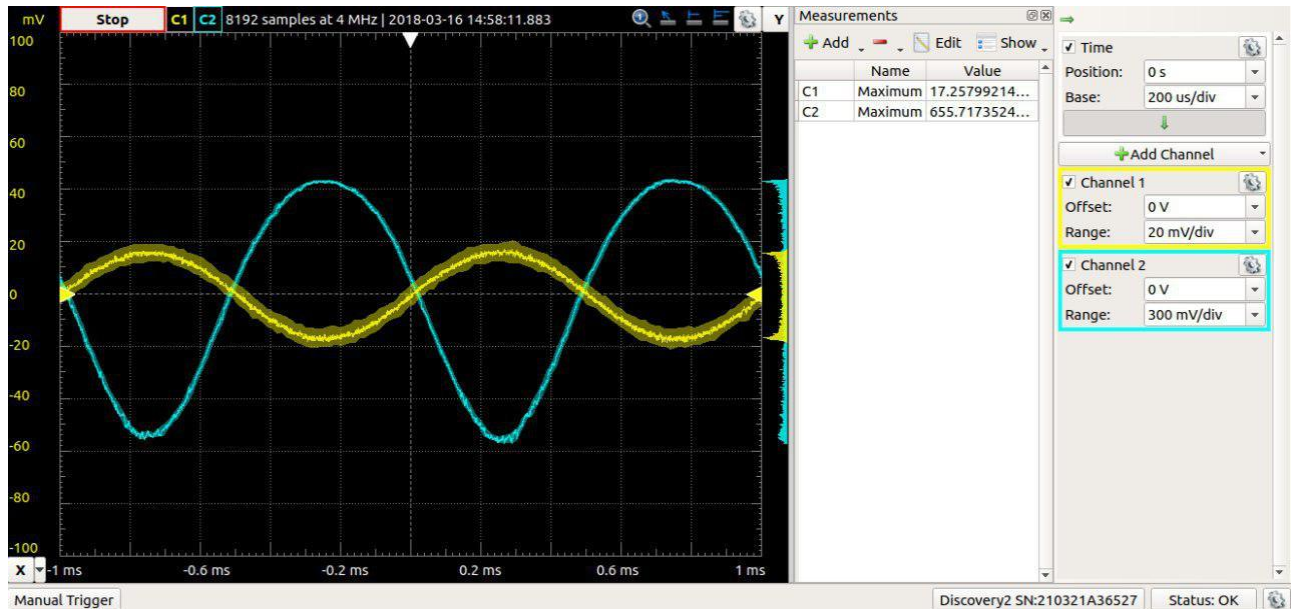 mV Stop C1 C2 8192 samples at 4 MHz | 2018-03-16 14:58:11.883 Y
100
80
60
40
20
0
-20
-40
-60
-80
-100
X -1 ms -0.6 ms -0.2 ms 0.2 ms 0.6 ms 1 ms
Measurements
Add Edit Show
Name Value
C1 Maximum 17.25799214...
C2 Maximum 655.7173524...
Time
Position: 0 s
Base: 200 us/div
Add Channel
Channel 1
Offset: 0 V
Range: 20 mV/div
Channel 2
Offset: 0 V
Range: 300 mV/div
Manual Trigger Discovery2 SN:210321A36527 Status: OK